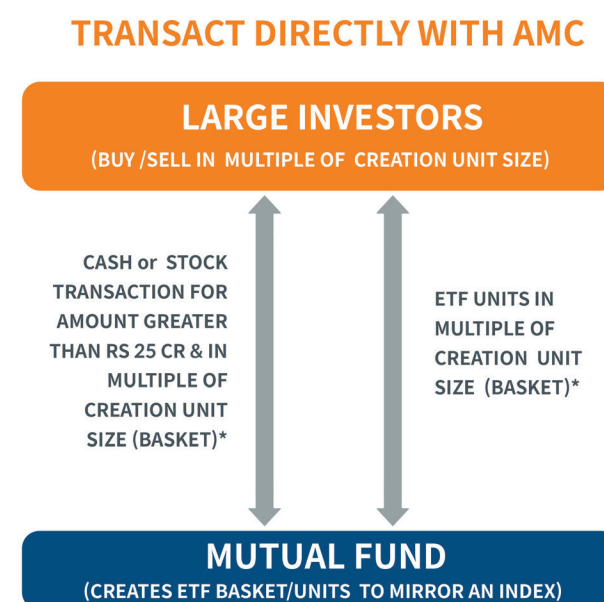 TRANSACT DIRECTLY WITH AMC
LARGE INVESTORS
(BUY /SELL IN MULTIPLE OF CREATION UNIT SIZE)
CASH or STOCK
TRANSACTION FOR
AMOUNT GREATER
THAN RS 25 CR & IN
MULTIPLE OF
CREATION UNIT
SIZE (BASKET)*
ETF UNITS IN
MULTIPLE OF
CREATION UNIT
SIZE (BASKET)*
MUTUAL FUND
(CREATES ETF BASKET/UNITS TO MIRROR AN INDEX)